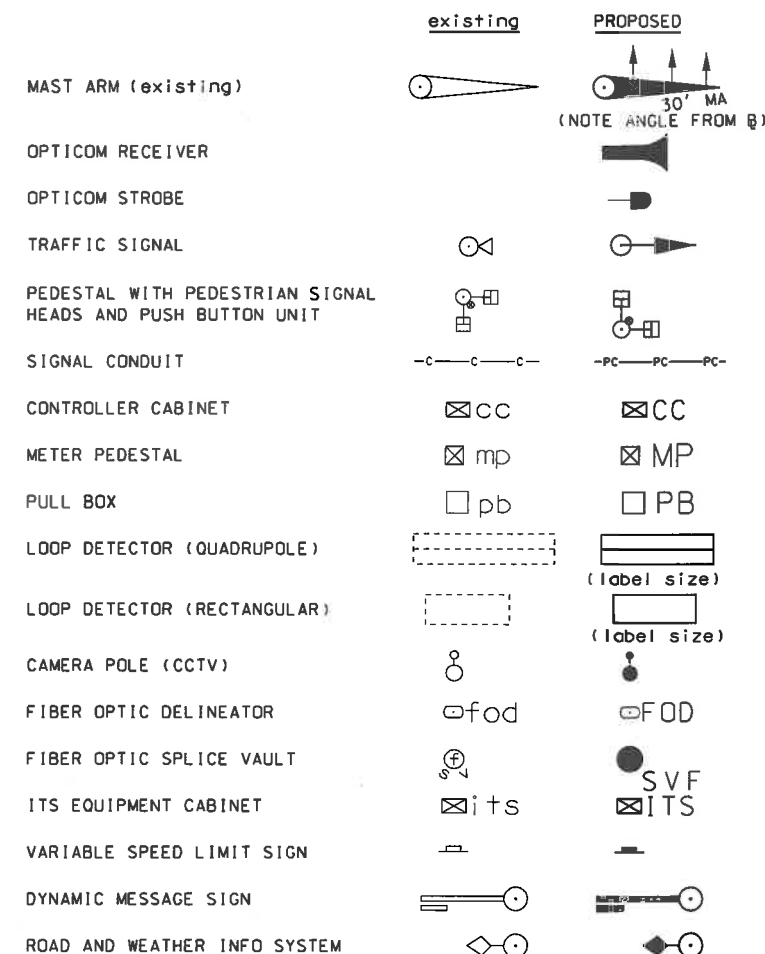 existing PROPOSED
MAST ARM (existing)
30' MA
(NOTE ANGLE FROM ℄)
OPTICOM RECEIVER
OPTICOM STROBE
TRAFFIC SIGNAL
PEDESTAL WITH PEDESTRIAN SIGNAL
HEADS AND PUSH BUTTON UNIT
SIGNAL CONDUIT -C-C-C- -PC-PC-PC-
CONTROLLER CABINET cc CC
METER PEDESTAL mp MP
PULL BOX pb PB
LOOP DETECTOR (QUADRUPOLE)
(label size)
LOOP DETECTOR (RECTANGULAR)
(label size)
CAMERA POLE (CCTV)
FIBER OPTIC DELINEATOR fod FOD
FIBER OPTIC SPLICE VAULT f s v SVF
ITS EQUIPMENT CABINET its ITS
VARIABLE SPEED LIMIT SIGN
DYNAMIC MESSAGE SIGN
ROAD AND WEATHER INFO SYSTEM